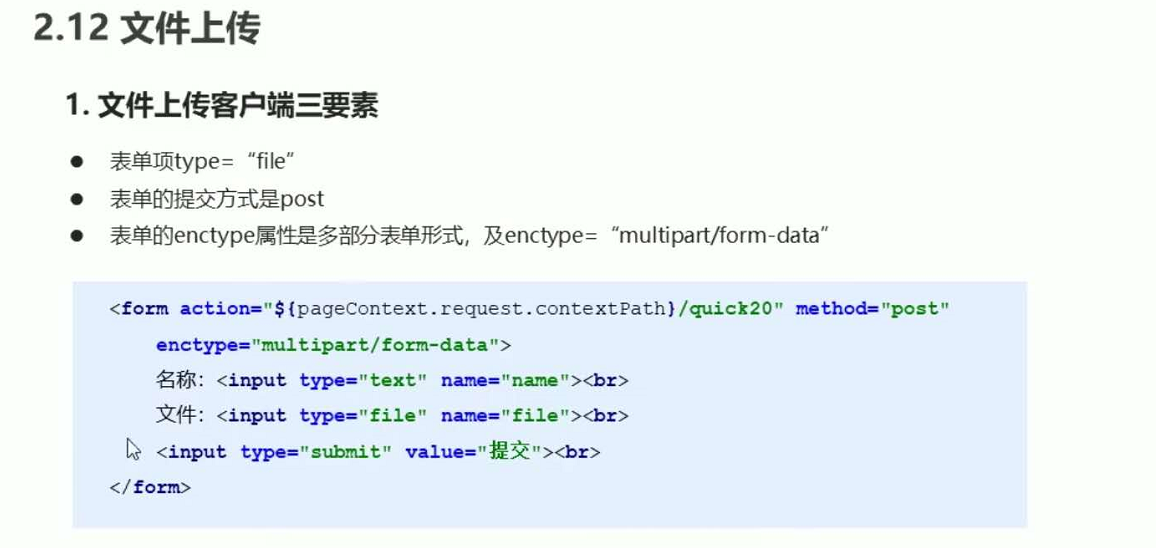 2.12 文件上传
1. 文件上传客户端三要素
● 表单项type=“file”
● 表单的提交方式是post
● 表单的enctype属性是多部分表单形式，及enctype=“multipart/form-data”
<form action="${pageContext.request.contextPath}/quick20" method="post"
enctype="multipart/form-data">
名称：<input type="text" name="name"><br>
文件：<input type="file" name="file"><br>
<input type="submit" value="提交"><br>
</form>